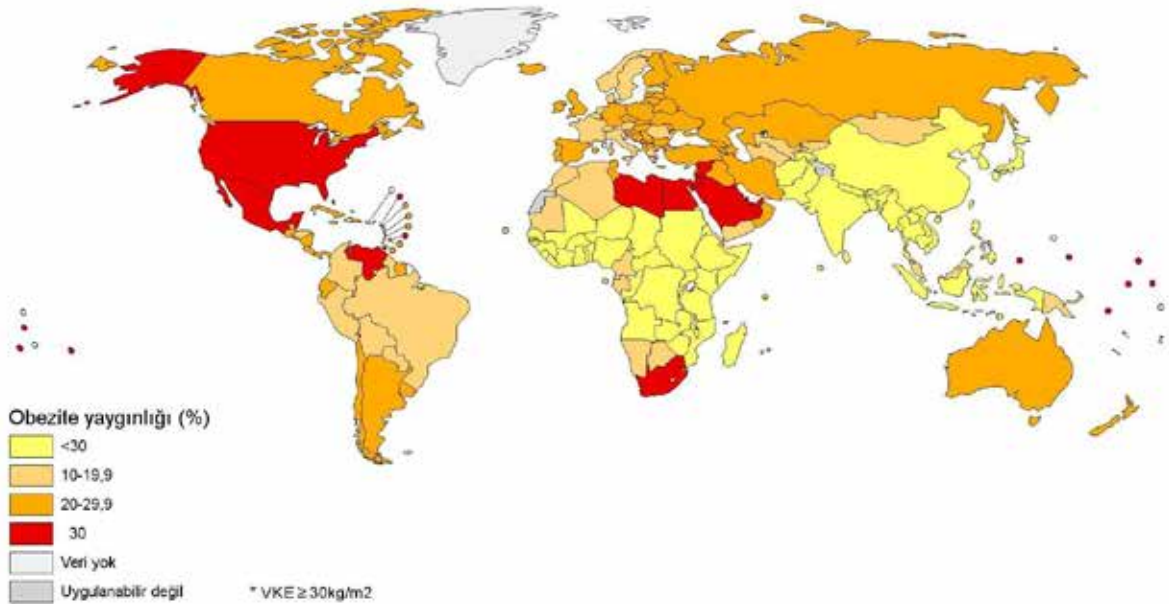 Obezite yaygınlığı (%)
<30
10-19,9
20-29,9
30
Veri yok
Uygulanabilir değil
* VKE ≥ 30kg/m2